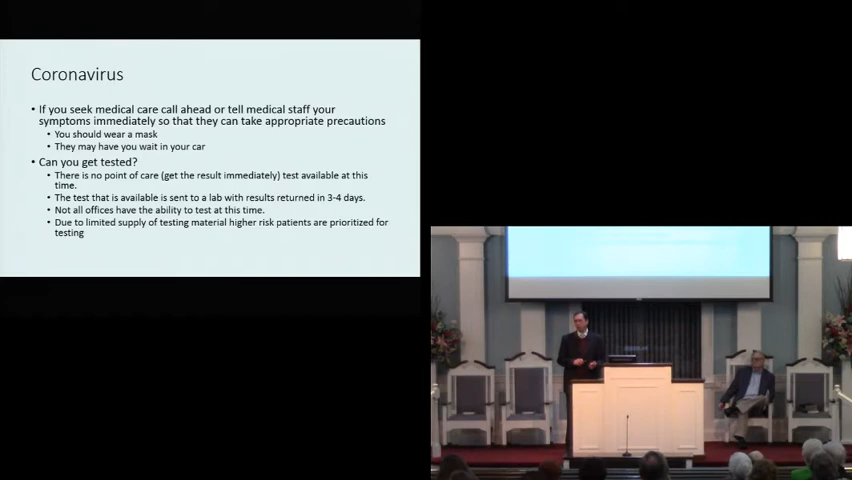 Coronavirus
• If you seek medical care call ahead or tell medical staff your
symptoms immediately so that they can take appropriate precautions
• You should wear a mask
• They may have you wait in your car
• Can you get tested?
• There is no point of care (get the result immediately) test available at this
time.
• The test that is available is sent to a lab with results returned in 3-4 days.
• Not all offices have the ability to test at this time.
• Due to limited supply of testing material higher risk patients are prioritized for
testing